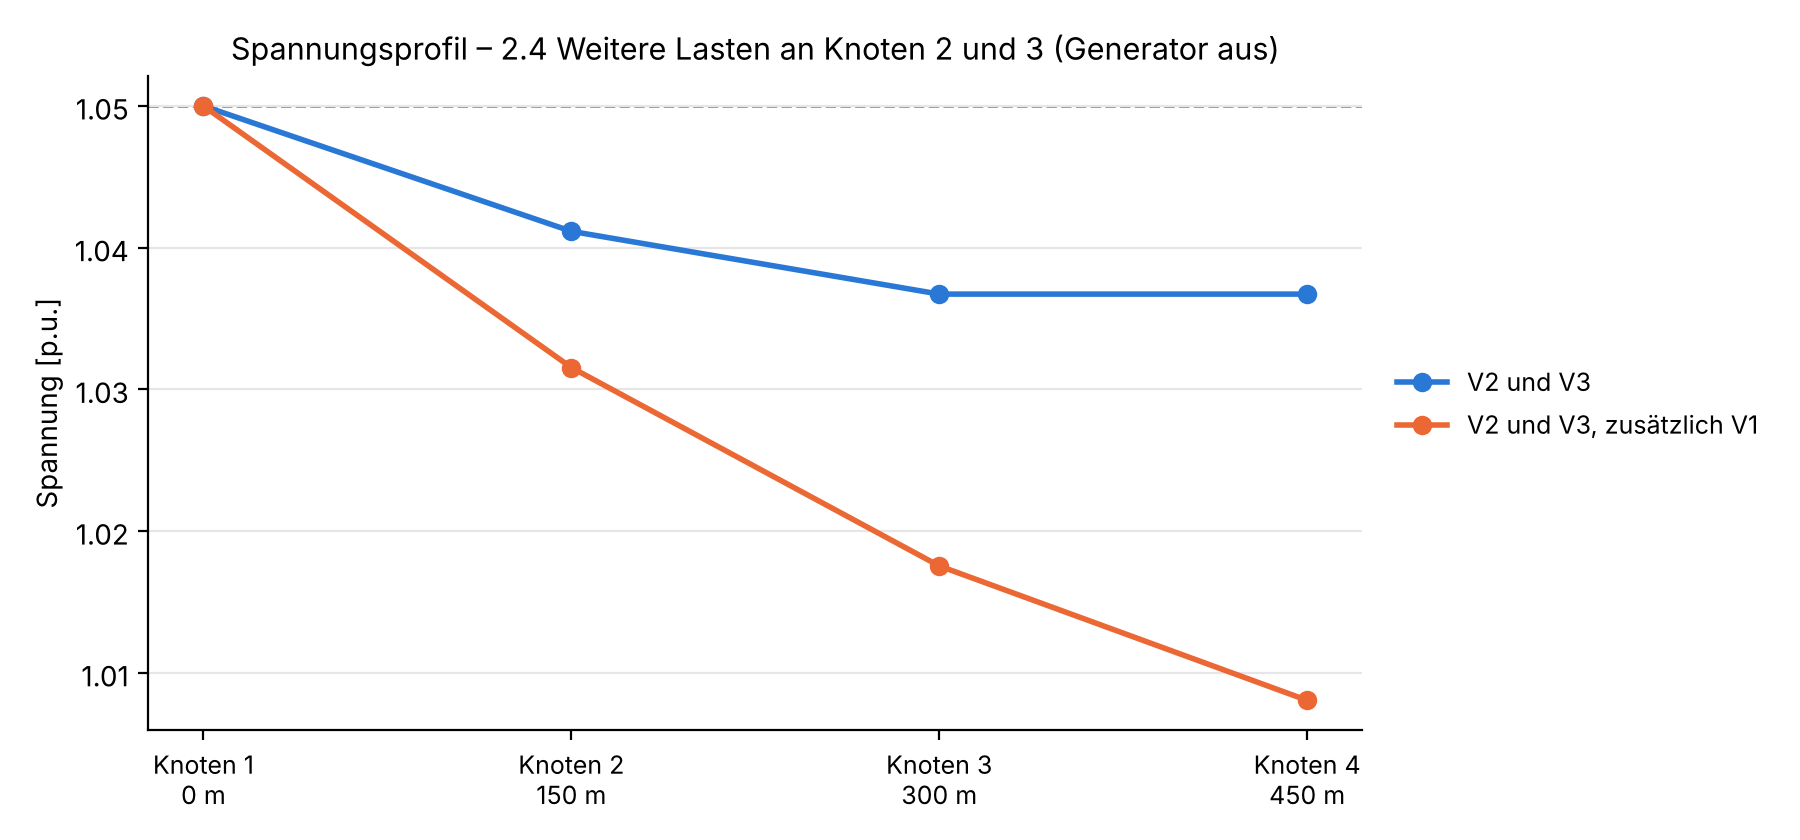 Spannungsprofil – 2.4 Weitere Lasten an Knoten 2 und 3 (Generator aus)
Spannung [p.u.]
1.05
1.04
1.03
1.02
1.01
Knoten 1
0 m
Knoten 2
150 m
Knoten 3
300 m
Knoten 4
450 m
V2 und V3
V2 und V3, zusätzlich V1